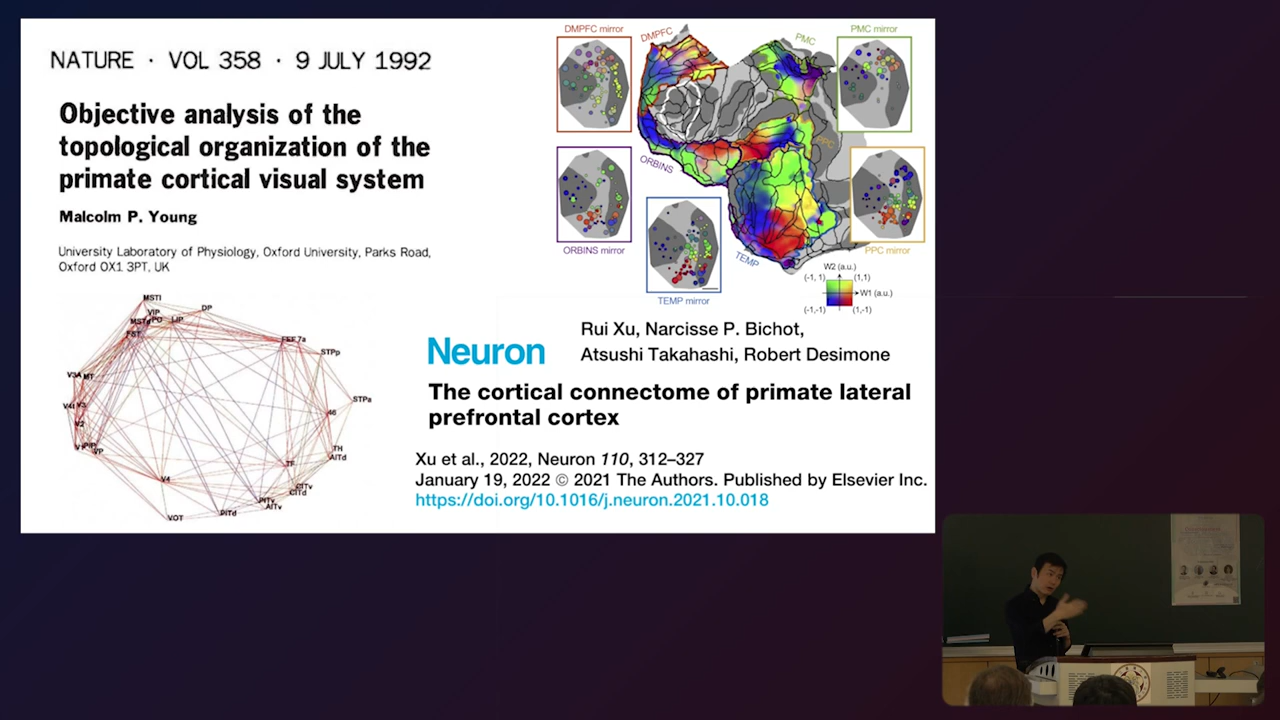 NATURE · VOL 358 · 9 JULY 1992
Objective analysis of the
topological organization of the
primate cortical visual system
Malcolm P. Young
University Laboratory of Physiology, Oxford University, Parks Road,
Oxford OX1 3PT, UK
MSTl
DP
VIP
LIP
FST
FEF
7a
STPp
V3A
MT
STPa
V4t
V3
46
V2
V1
PIP
VP
TH
AITd
TF
V4
CITv
CITd
PITv
AITv
PITd
VOT
DMPFC mirror
DMPFC
PMC
PMC mirror
PPC
ORBINS
ORBINS mirror
TEMP
TEMP mirror
PPC mirror
W2 (a.u.)
(-1, 1)
(1,1)
W1 (a.u.)
(-1,-1)
(1,-1)
Neuron
Rui Xu, Narcisse P. Bichot,
Atsushi Takahashi, Robert Desimone
The cortical connectome of primate lateral
prefrontal cortex
Xu et al., 2022, Neuron 110, 312–327
January 19, 2022 © 2021 The Authors. Published by Elsevier Inc.
https://doi.org/10.1016/j.neuron.2021.10.018